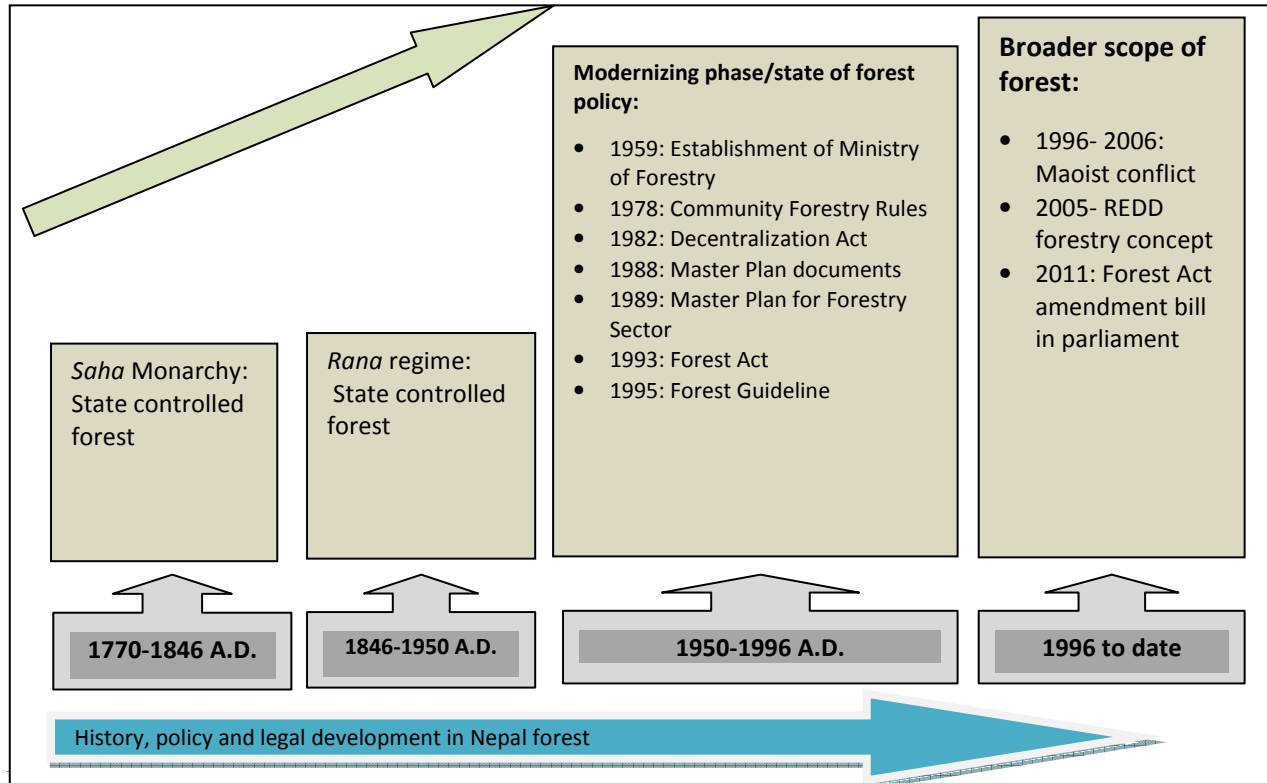 Saha Monarchy:
State controlled
forest
Rana regime:
State controlled
forest
Modernizing phase/state of forest
policy:
• 1959: Establishment of Ministry
of Forestry
• 1978: Community Forestry Rules
• 1982: Decentralization Act
• 1988: Master Plan documents
• 1989: Master Plan for Forestry
Sector
• 1993: Forest Act
• 1995: Forest Guideline
Broader scope of
forest:
• 1996- 2006:
Maoist conflict
• 2005- REDD
forestry concept
• 2011: Forest Act
amendment bill
in parliament
1770-1846 A.D.
1846-1950 A.D.
1950-1996 A.D.
1996 to date
History, policy and legal development in Nepal forest